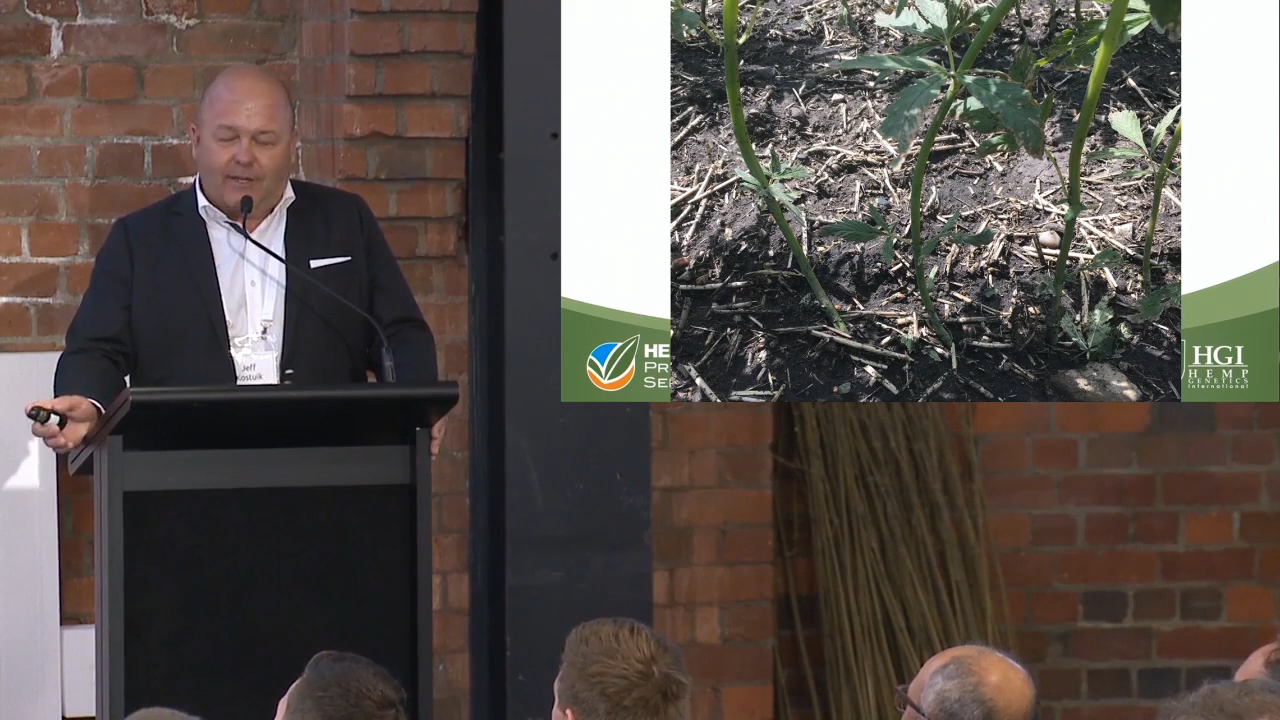 Jeff
Kostuik
HE
PR
SE
HGI
HEMP
GENETICS
International